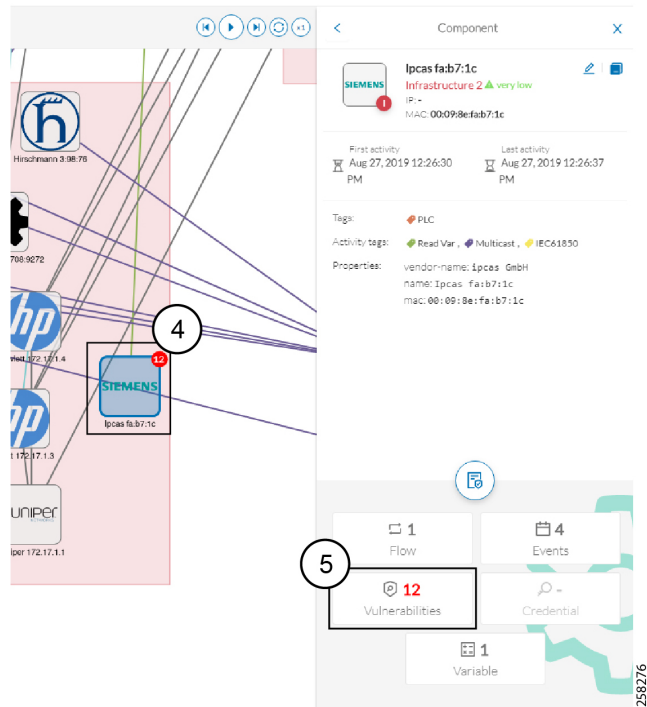 x1
Hirschmann 3:98:76
708:9272
hp
wlett 172.17.1.4
4
12
SIEMENS
Ipcas fa:b7:1c
hp
t 172.17.1.3
UNIPER
NETWORKS
iper 172.17.1.1
Component
X
SIEMENS
I
Ipcas fa:b7:1c
Infrastructure 2 very low
IP: -
MAC: 00:09:8e:fa:b7:1c
First activity
Aug 27, 2019 12:26:30
PM
Last activity
Aug 27, 2019 12:26:37
PM
Tags: PLC
Activity tags: Read Var , Multicast , IEC61850
Properties: vendor-name: ipcas GmbH
name: Ipcas fa:b7:1c
mac: 00:09:8e:fa:b7:1c
1
Flow
4
Events
5
12
Vulnerabilities
-
Credential
1
Variable
258276